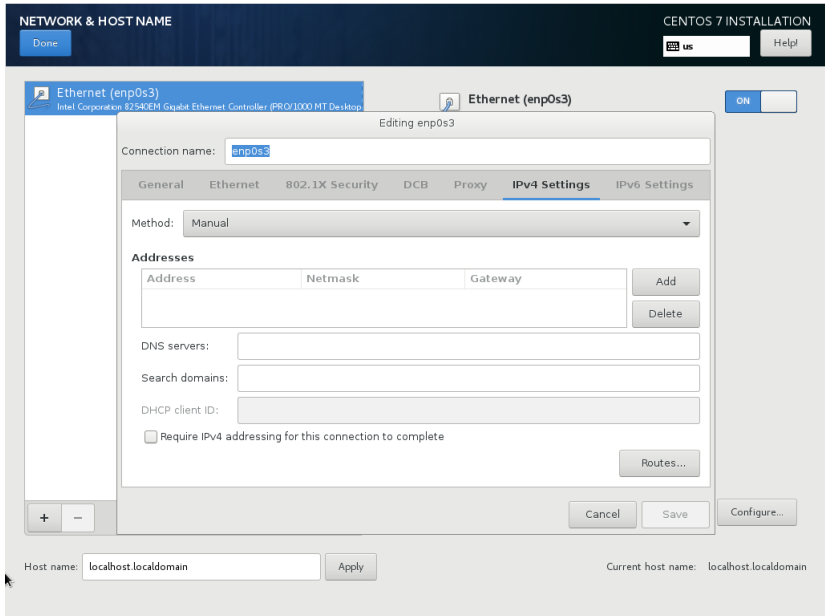 NETWORK & HOST NAME
CENTOS 7 INSTALLATION
Done
us
Help!
Ethernet (enp0s3)
Intel Corporation 82540EM Gigabit Ethernet Controller (PRO/1000 MT Desktop
Ethernet (enp0s3)
ON
Editing enp0s3
Connection name: enp0s3
General Ethernet 802.1X Security DCB Proxy IPv4 Settings IPv6 Settings
Method: Manual
Addresses
Address Netmask Gateway
Add
Delete
DNS servers:
Search domains:
DHCP client ID:
Require IPv4 addressing for this connection to complete
Routes...
Cancel Save
Configure...
+ −
Host name: localhost.localdomain Apply Current host name: localhost.localdomain